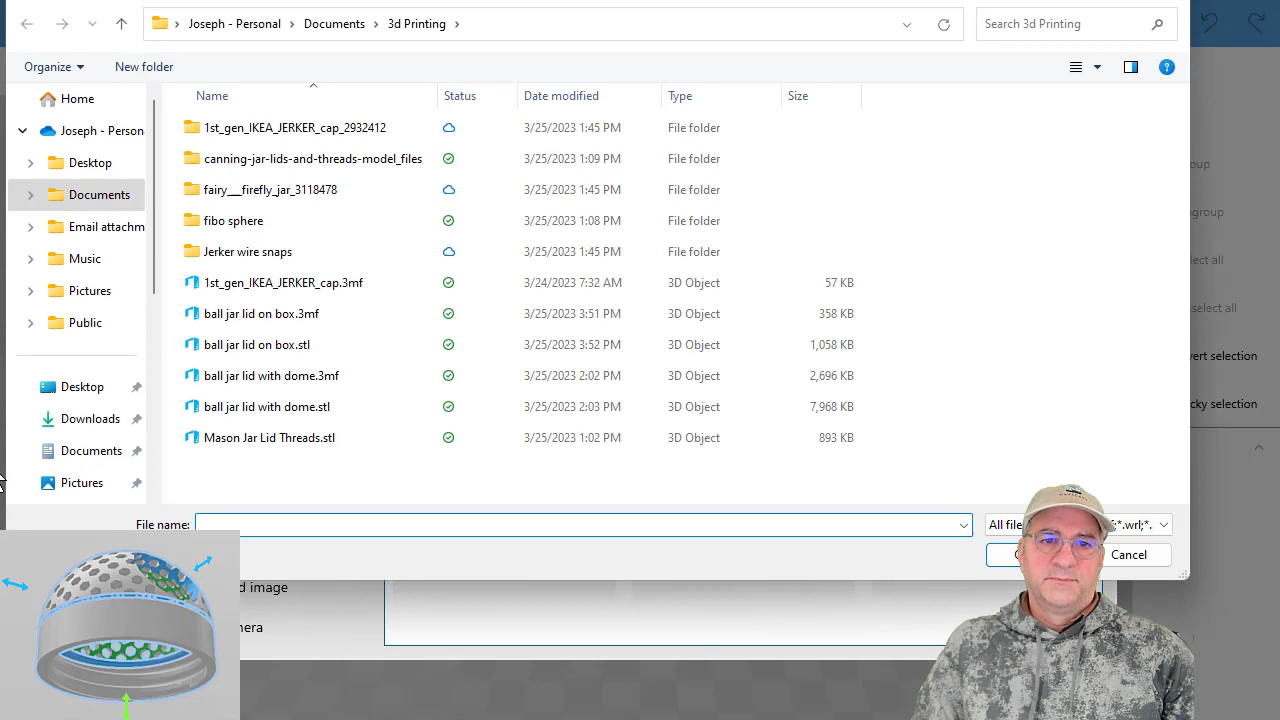 Joseph - Personal > Documents > 3d Printing >
Search 3d Printing
Organize New folder
Name Status Date modified Type Size
Home
Joseph - Person
Desktop
Documents
Email attachm
Music
Pictures
Public
Desktop
Downloads
Documents
Pictures
1st_gen_IKEA_JERKER_cap_2932412 3/25/2023 1:45 PM File folder
canning-jar-lids-and-threads-model_files 3/25/2023 1:09 PM File folder
fairy__firefly_jar_3118478 3/25/2023 1:45 PM File folder
fibo sphere 3/25/2023 1:08 PM File folder
Jerker wire snaps 3/25/2023 1:45 PM File folder
1st_gen_IKEA_JERKER_cap.3mf 3/24/2023 7:32 AM 3D Object 57 KB
ball jar lid on box.3mf 3/25/2023 3:51 PM 3D Object 358 KB
ball jar lid on box.stl 3/25/2023 3:52 PM 3D Object 1,058 KB
ball jar lid with dome.3mf 3/25/2023 2:02 PM 3D Object 2,696 KB
ball jar lid with dome.stl 3/25/2023 2:03 PM 3D Object 7,968 KB
Mason Jar Lid Threads.stl 3/25/2023 1:02 PM 3D Object 893 KB
File name:
All file ;*.wrl;*.
Cancel
oup
group
ect all
select all
vert selection
cky selection
d image
mera